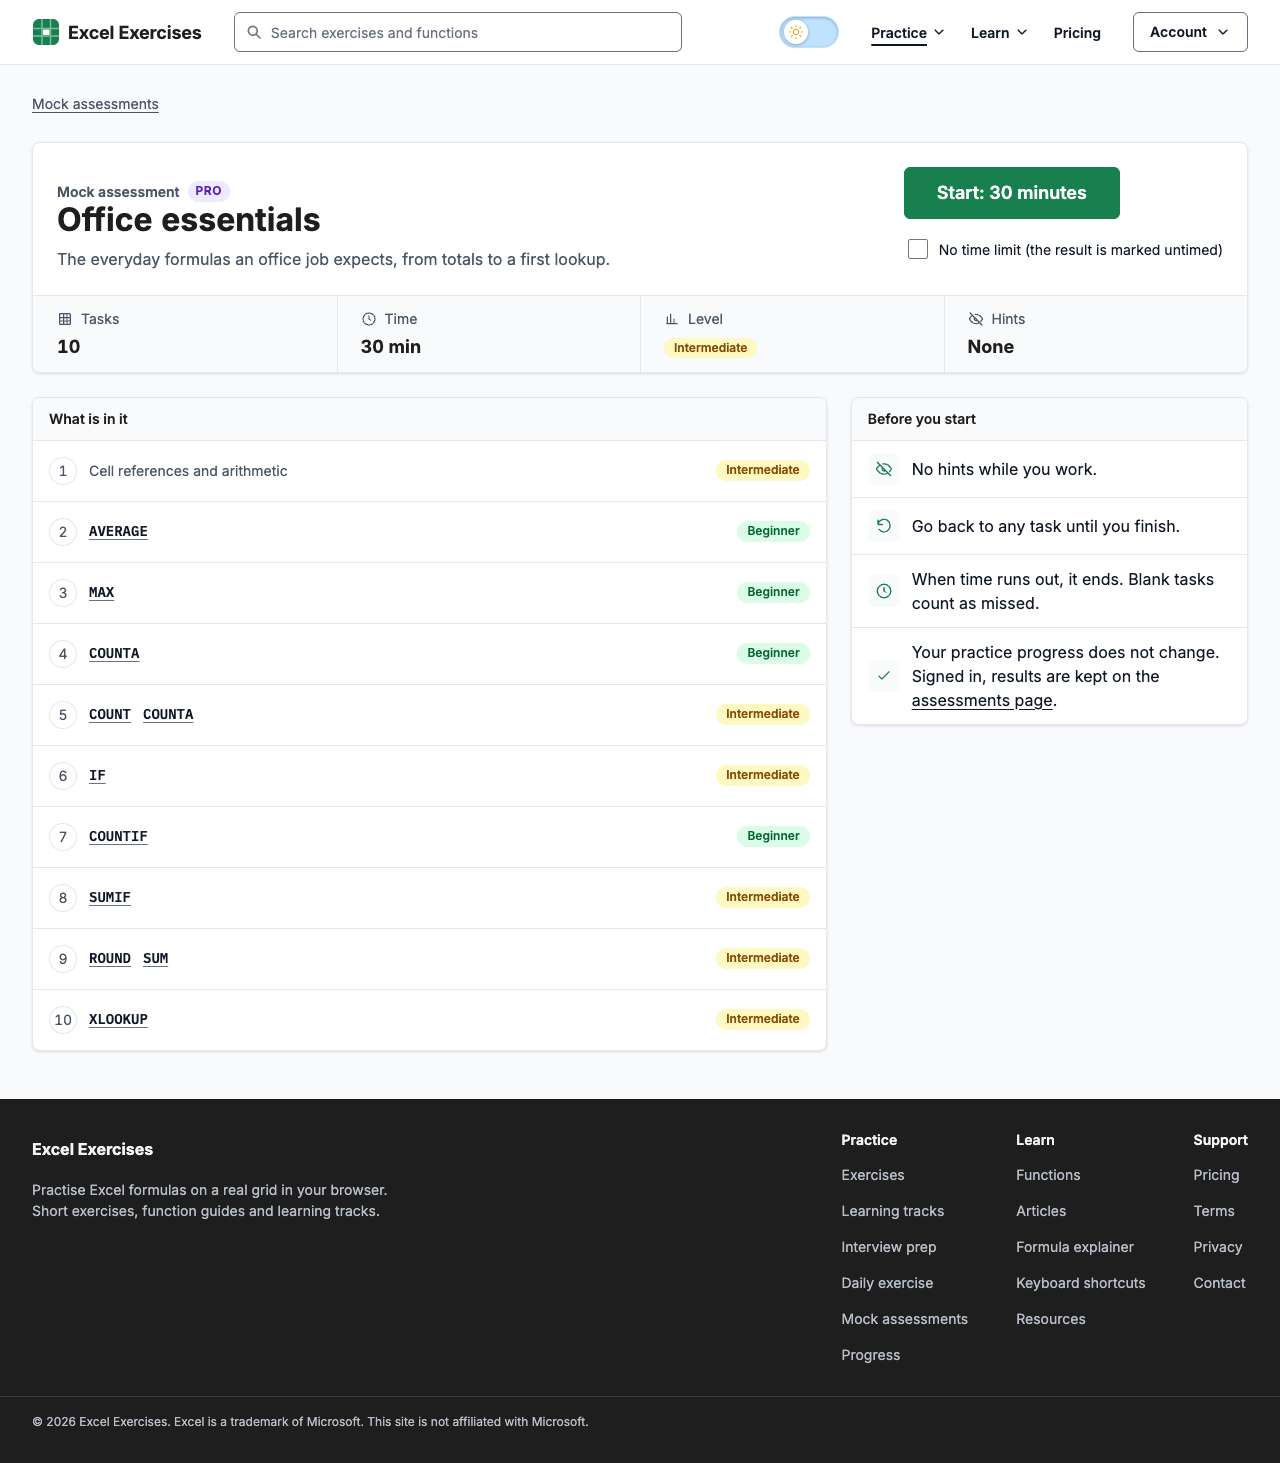 Excel Exercises
Search exercises and functions
Practice
Learn
Pricing
Account
Mock assessments
Mock assessment PRO
Office essentials
The everyday formulas an office job expects, from totals to a first lookup.
Start: 30 minutes
No time limit (the result is marked untimed)
Tasks
10
Time
30 min
Level
Intermediate
Hints
None
What is in it
1 Cell references and arithmetic Intermediate
2 AVERAGE Beginner
3 MAX Beginner
4 COUNTA Beginner
5 COUNT COUNTA Intermediate
6 IF Intermediate
7 COUNTIF Beginner
8 SUMIF Intermediate
9 ROUND SUM Intermediate
10 XLOOKUP Intermediate
Before you start
No hints while you work.
Go back to any task until you finish.
When time runs out, it ends. Blank tasks
count as missed.
Your practice progress does not change.
Signed in, results are kept on the
assessments page.
Excel Exercises
Practise Excel formulas on a real grid in your browser.
Short exercises, function guides and learning tracks.
Practice
Exercises
Learning tracks
Interview prep
Daily exercise
Mock assessments
Progress
Learn
Functions
Articles
Formula explainer
Keyboard shortcuts
Resources
Support
Pricing
Terms
Privacy
Contact
© 2026 Excel Exercises. Excel is a trademark of Microsoft. This site is not affiliated with Microsoft.